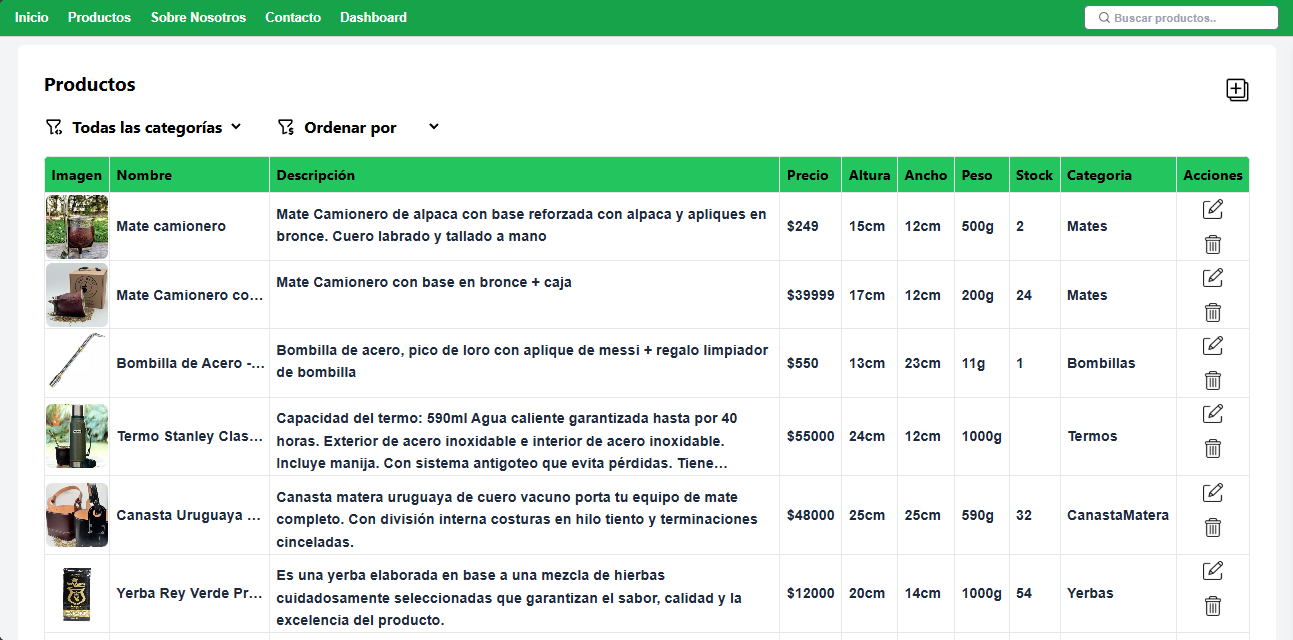 Inicio Productos Sobre Nosotros Contacto Dashboard Buscar productos..
Productos
Todas las categorías Ordenar por
Imagen Nombre Descripción Precio Altura Ancho Peso Stock Categoria Acciones
Mate camionero
Mate Camionero de alpaca con base reforzada con alpaca y apliques en
bronce. Cuero labrado y tallado a mano
$249 15cm 12cm 500g 2 Mates
Mate Camionero co...
Mate Camionero con base en bronce + caja
$39999 17cm 12cm 200g 24 Mates
Bombilla de Acero -...
Bombilla de acero, pico de loro con aplique de messi + regalo limpiador
de bombilla
$550 13cm 23cm 11g 1 Bombillas
Termo Stanley Clas...
Capacidad del termo: 590ml Agua caliente garantizada hasta por 40
horas. Exterior de acero inoxidable e interior de acero inoxidable.
Incluye manija. Con sistema antigoteo que evita pérdidas. Tiene...
$55000 24cm 12cm 1000g Termos
Canasta Uruguaya ...
Canasta matera uruguaya de cuero vacuno porta tu equipo de mate
completo. Con división interna costuras en hilo tiento y terminaciones
cinceladas.
$48000 25cm 25cm 590g 32 CanastaMatera
Yerba Rey Verde Pr...
Es una yerba elaborada en base a una mezcla de hierbas
cuidadosamente seleccionadas que garantizan el sabor, calidad y la
excelencia del producto.
$12000 20cm 14cm 1000g 54 Yerbas